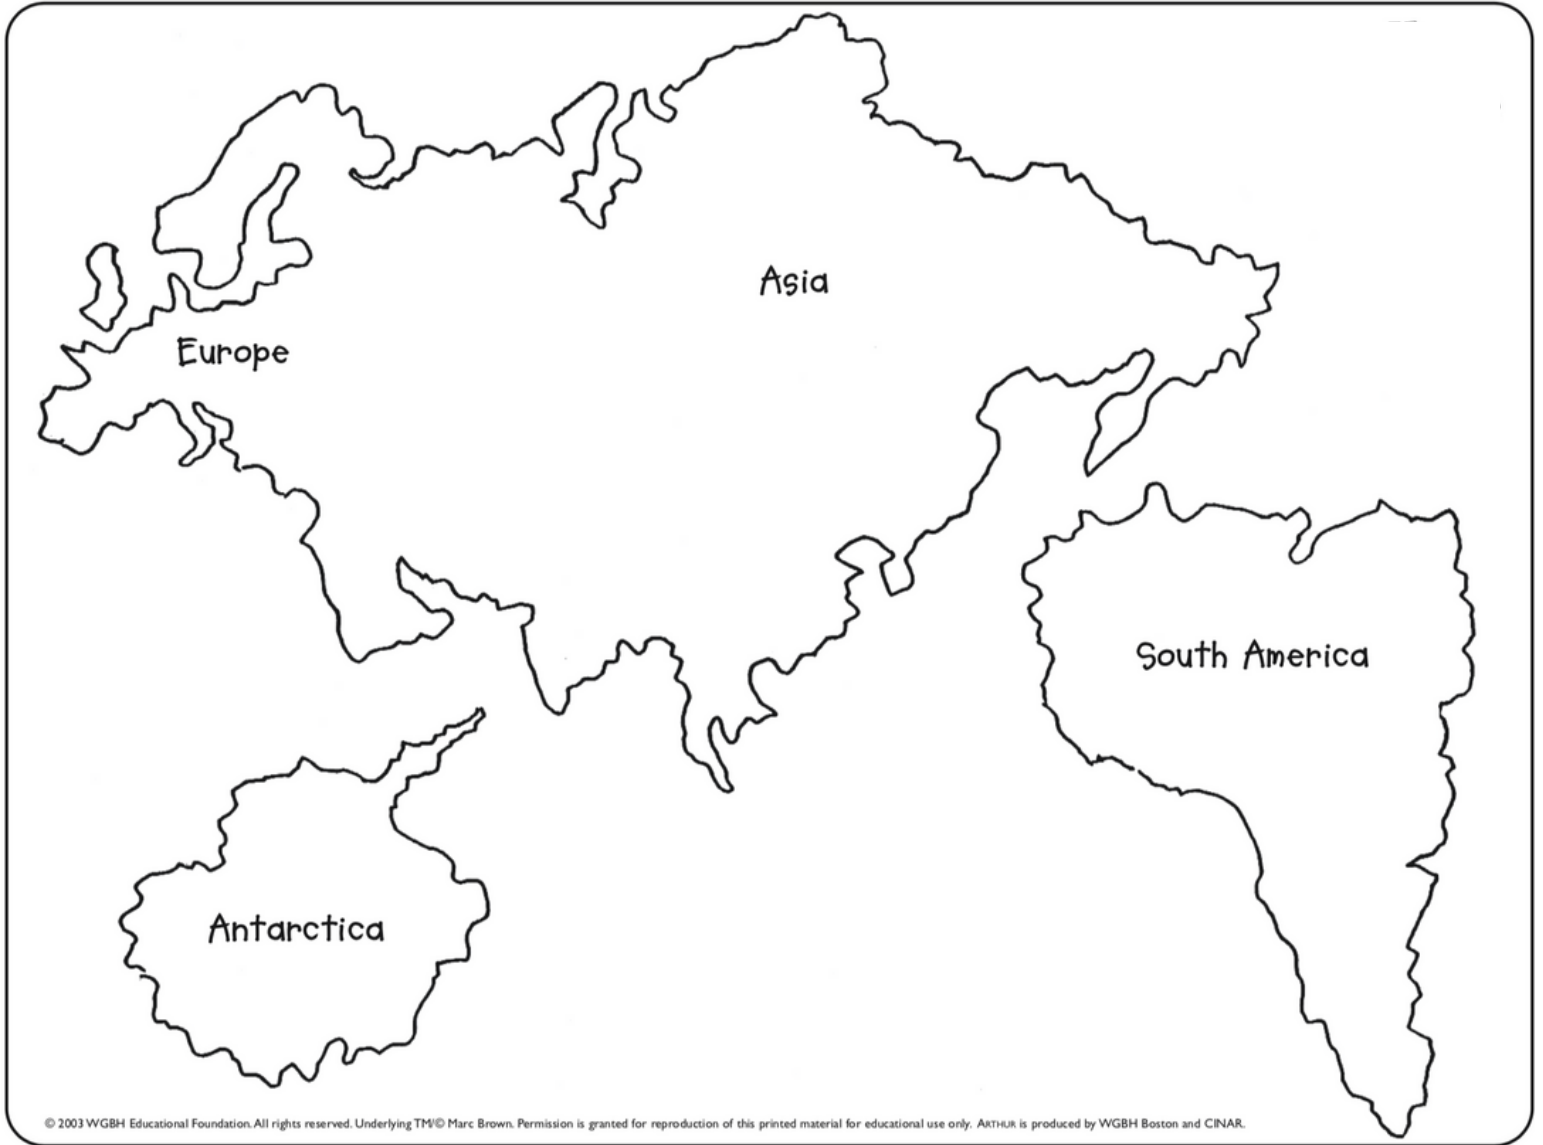 Asia
Europe
South America
Antarctica
© 2003 WGBH Educational Foundation. All rights reserved. Underlying TM/© Marc Brown. Permission is granted for reproduction of this printed material for educational use only. ARTHUR is produced by WGBH Boston and CINAR.